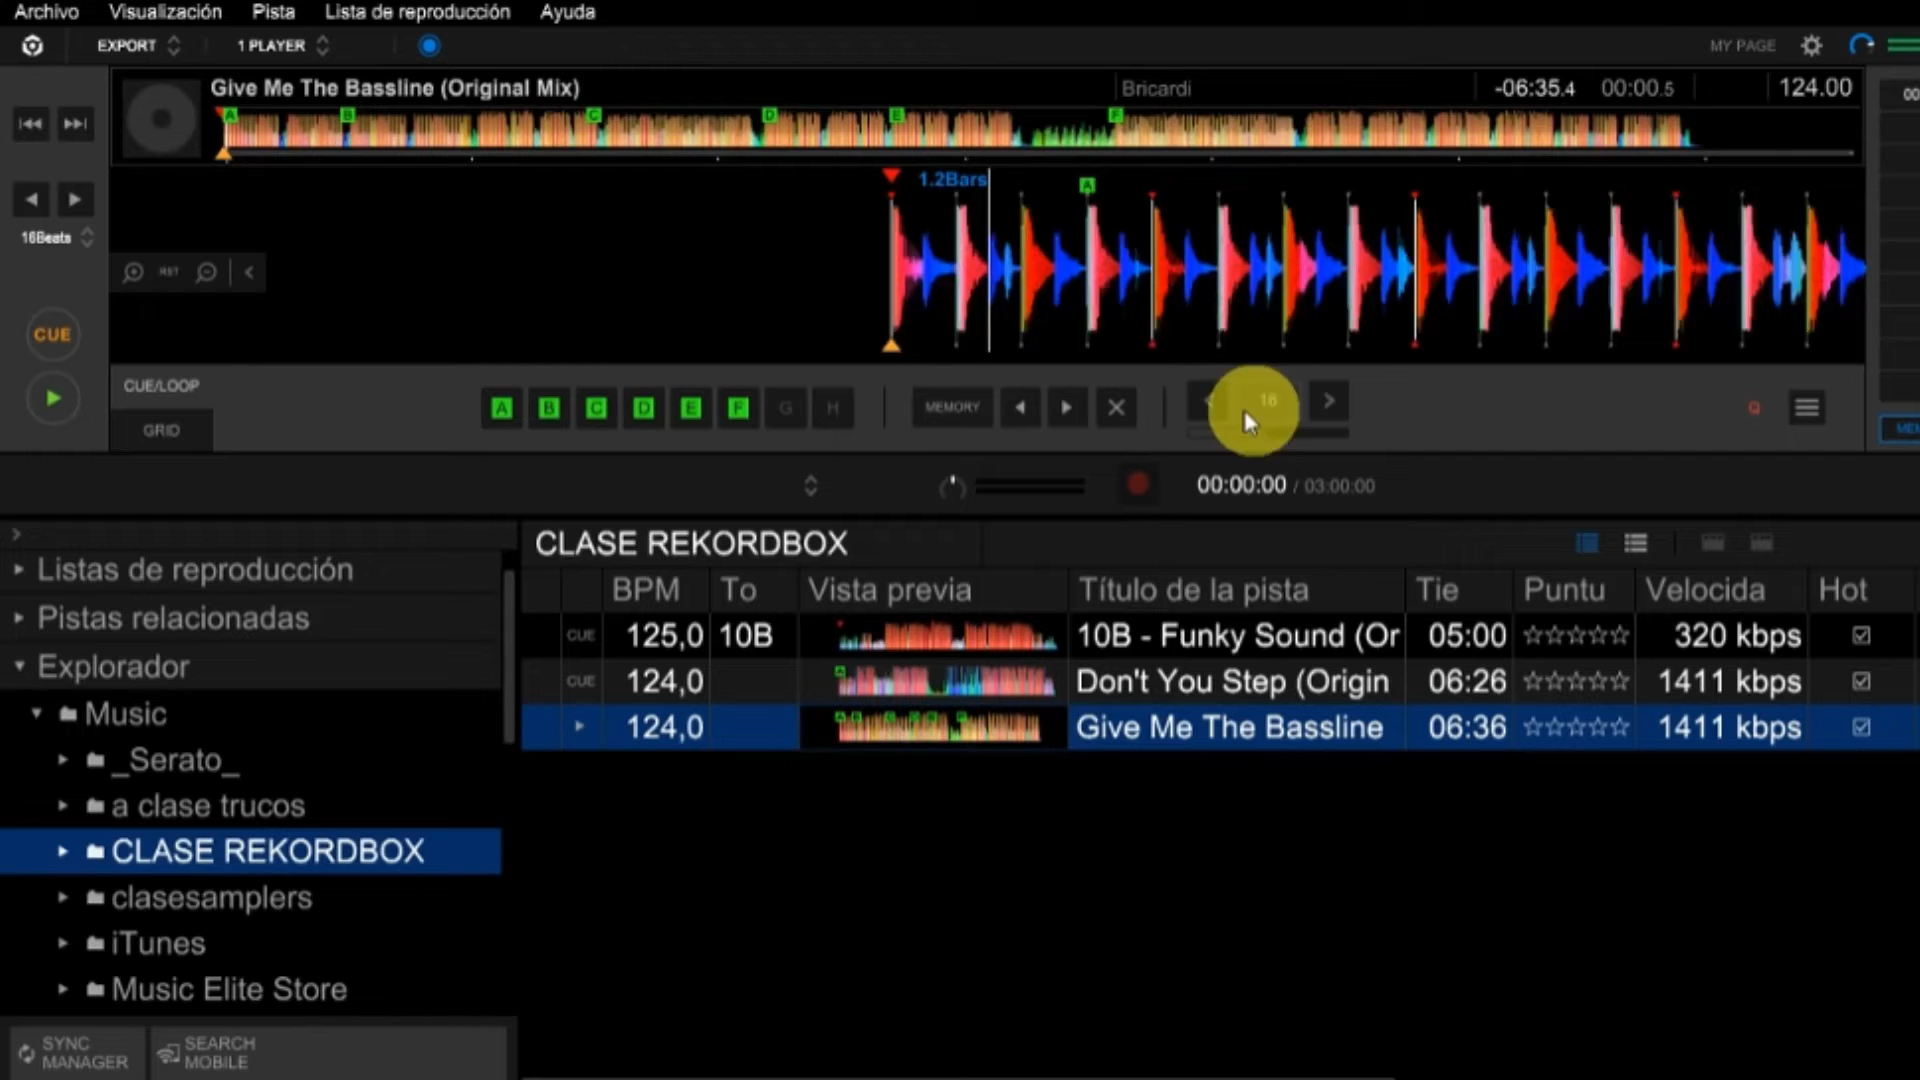 Archivo Visualización Pista Lista de reproducción Ayuda
EXPORT 1 PLAYER MY PAGE
Give Me The Bassline (Original Mix) Bricardi -06:35.4 00:00.5 124.00 00
A B C D E F
1.2Bars A
16Beats
RST
CUE
CUE/LOOP
A B C D E F G H MEMORY 16 Q
GRID
00:00:00 / 03:00:00
CLASE REKORDBOX
Listas de reproducción
Pistas relacionadas
Explorador
Music
_Serato_
a clase trucos
CLASE REKORDBOX
clasesamplers
iTunes
Music Elite Store
BPM To Vista previa Título de la pista Tie Puntu Velocida Hot
CUE 125,0 10B 10B - Funky Sound (Or 05:00 ☆☆☆☆☆ 320 kbps
CUE 124,0 Don't You Step (Origin 06:26 ☆☆☆☆☆ 1411 kbps
124,0 Give Me The Bassline 06:36 ☆☆☆☆☆ 1411 kbps
SYNC MANAGER
SEARCH MOBILE